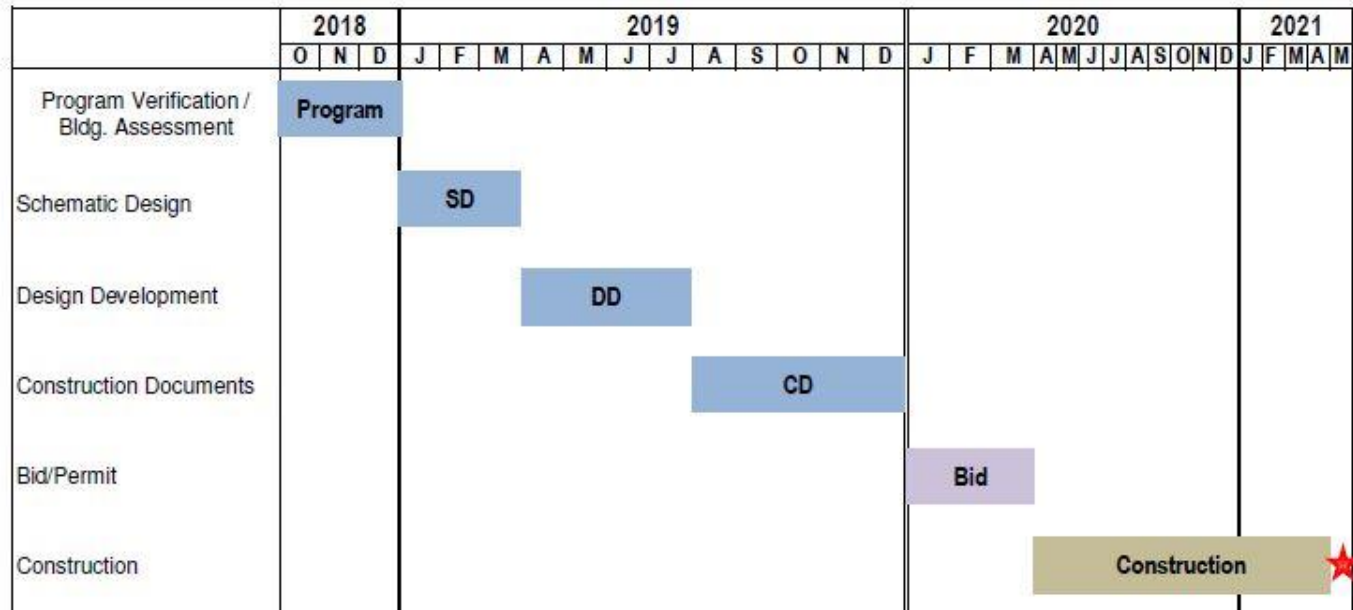 2018 2019 2020 2021
O N D J F M A M J J A S O N D J F M A M J J A S O N D J F M A M
Program Verification /
Bldg. Assessment
Program
Schematic Design
SD
Design Development
DD
Construction Documents
CD
Bid/Permit
Bid
Construction
Construction